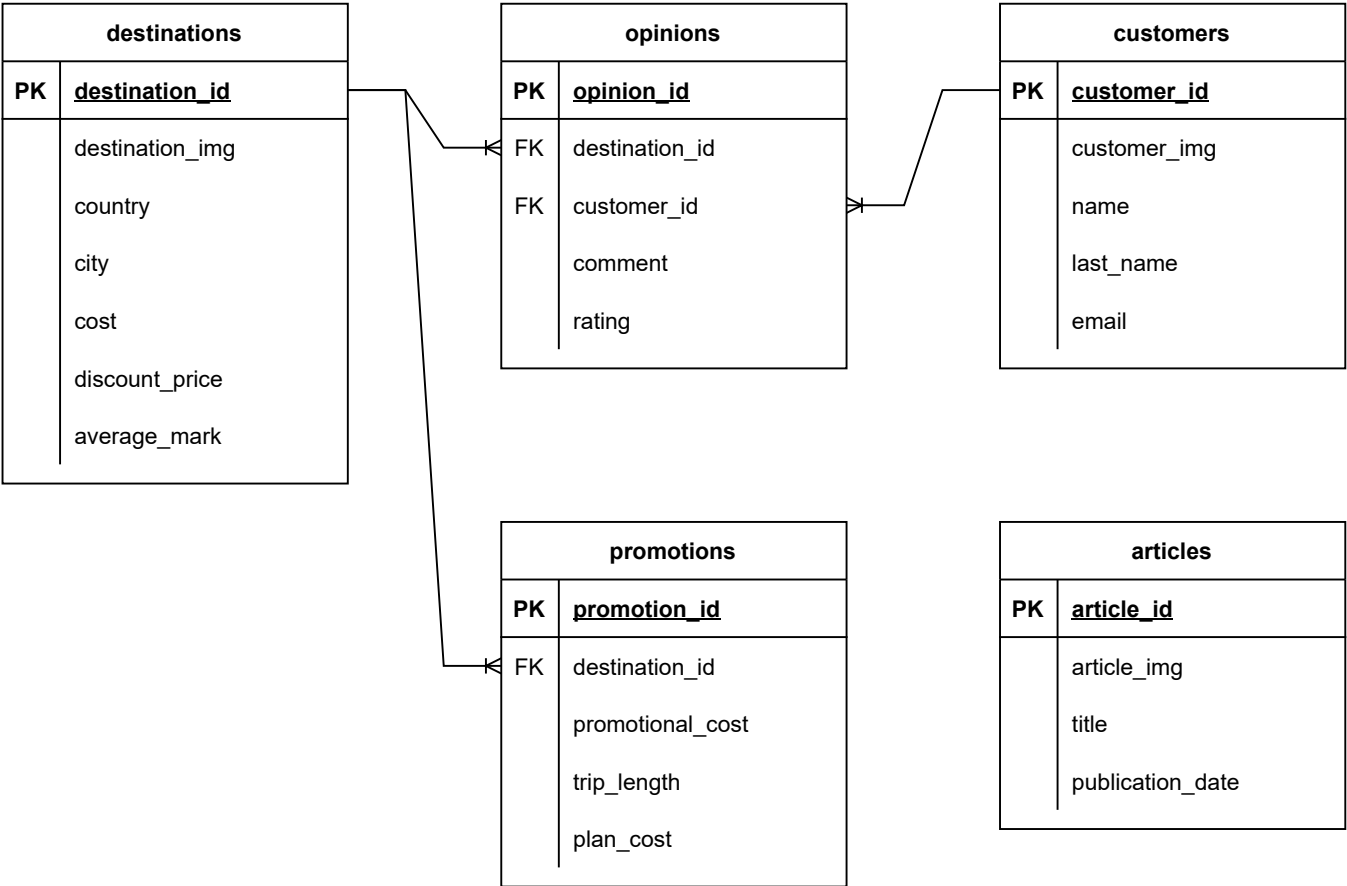 destinations
PK destination_id
destination_img
country
city
cost
discount_price
average_mark
opinions
PK opinion_id
FK destination_id
FK customer_id
comment
rating
customers
PK customer_id
customer_img
name
last_name
email
promotions
PK promotion_id
FK destination_id
promotional_cost
trip_length
plan_cost
articles
PK article_id
article_img
title
publication_date